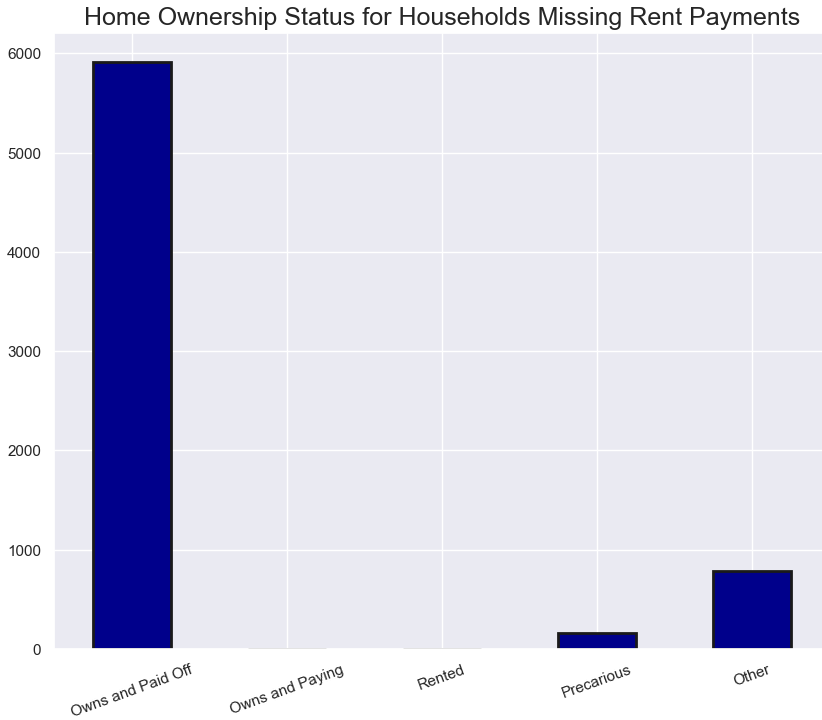 Home Ownership Status for Households Missing Rent Payments
6000
5000
4000
3000
2000
1000
0
Owns and Paid Off
Owns and Paying
Rented
Precarious
Other